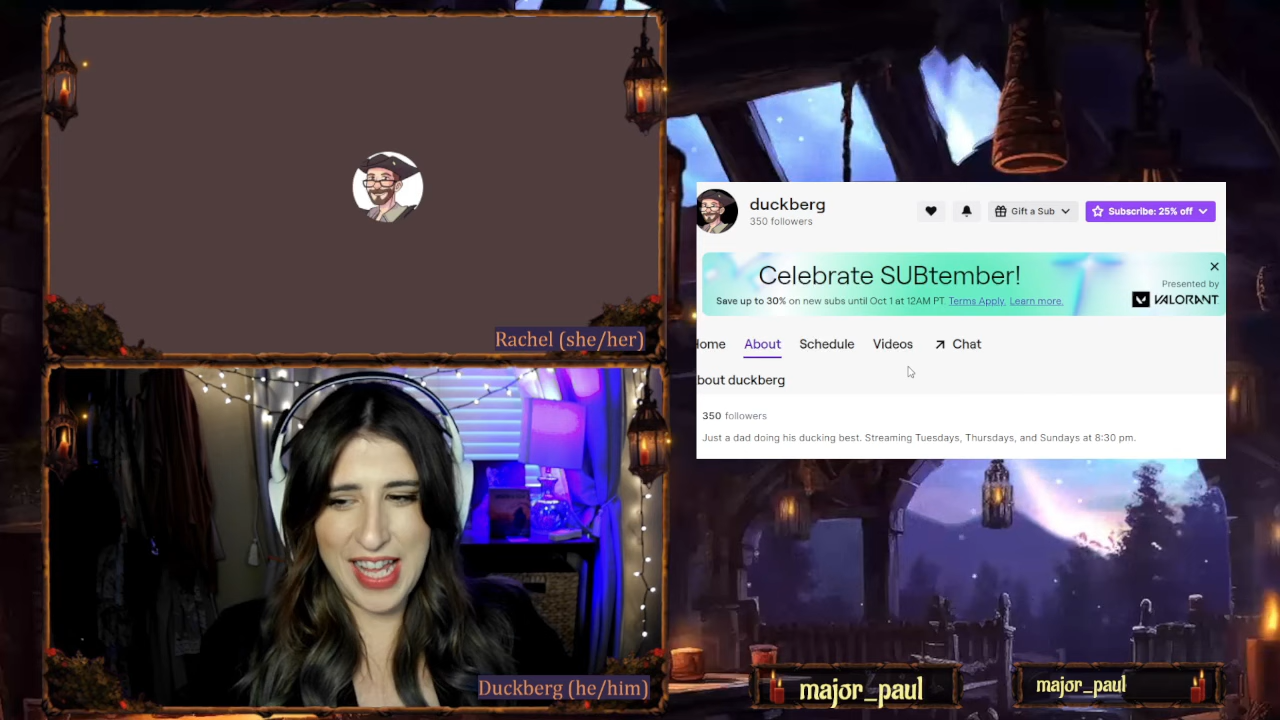 Rachel (she/her)
Duckberg (he/him)
duckberg
350 followers
Gift a Sub
Subscribe: 25% off
Celebrate SUBtember!
Save up to 30% on new subs until Oct 1 at 12AM PT. Terms Apply. Learn more.
Presented by
VALORANT
ome About Schedule Videos Chat
bout duckberg
350 followers
Just a dad doing his ducking best. Streaming Tuesdays, Thursdays, and Sundays at 8:30 pm.
major_paul
major_paul